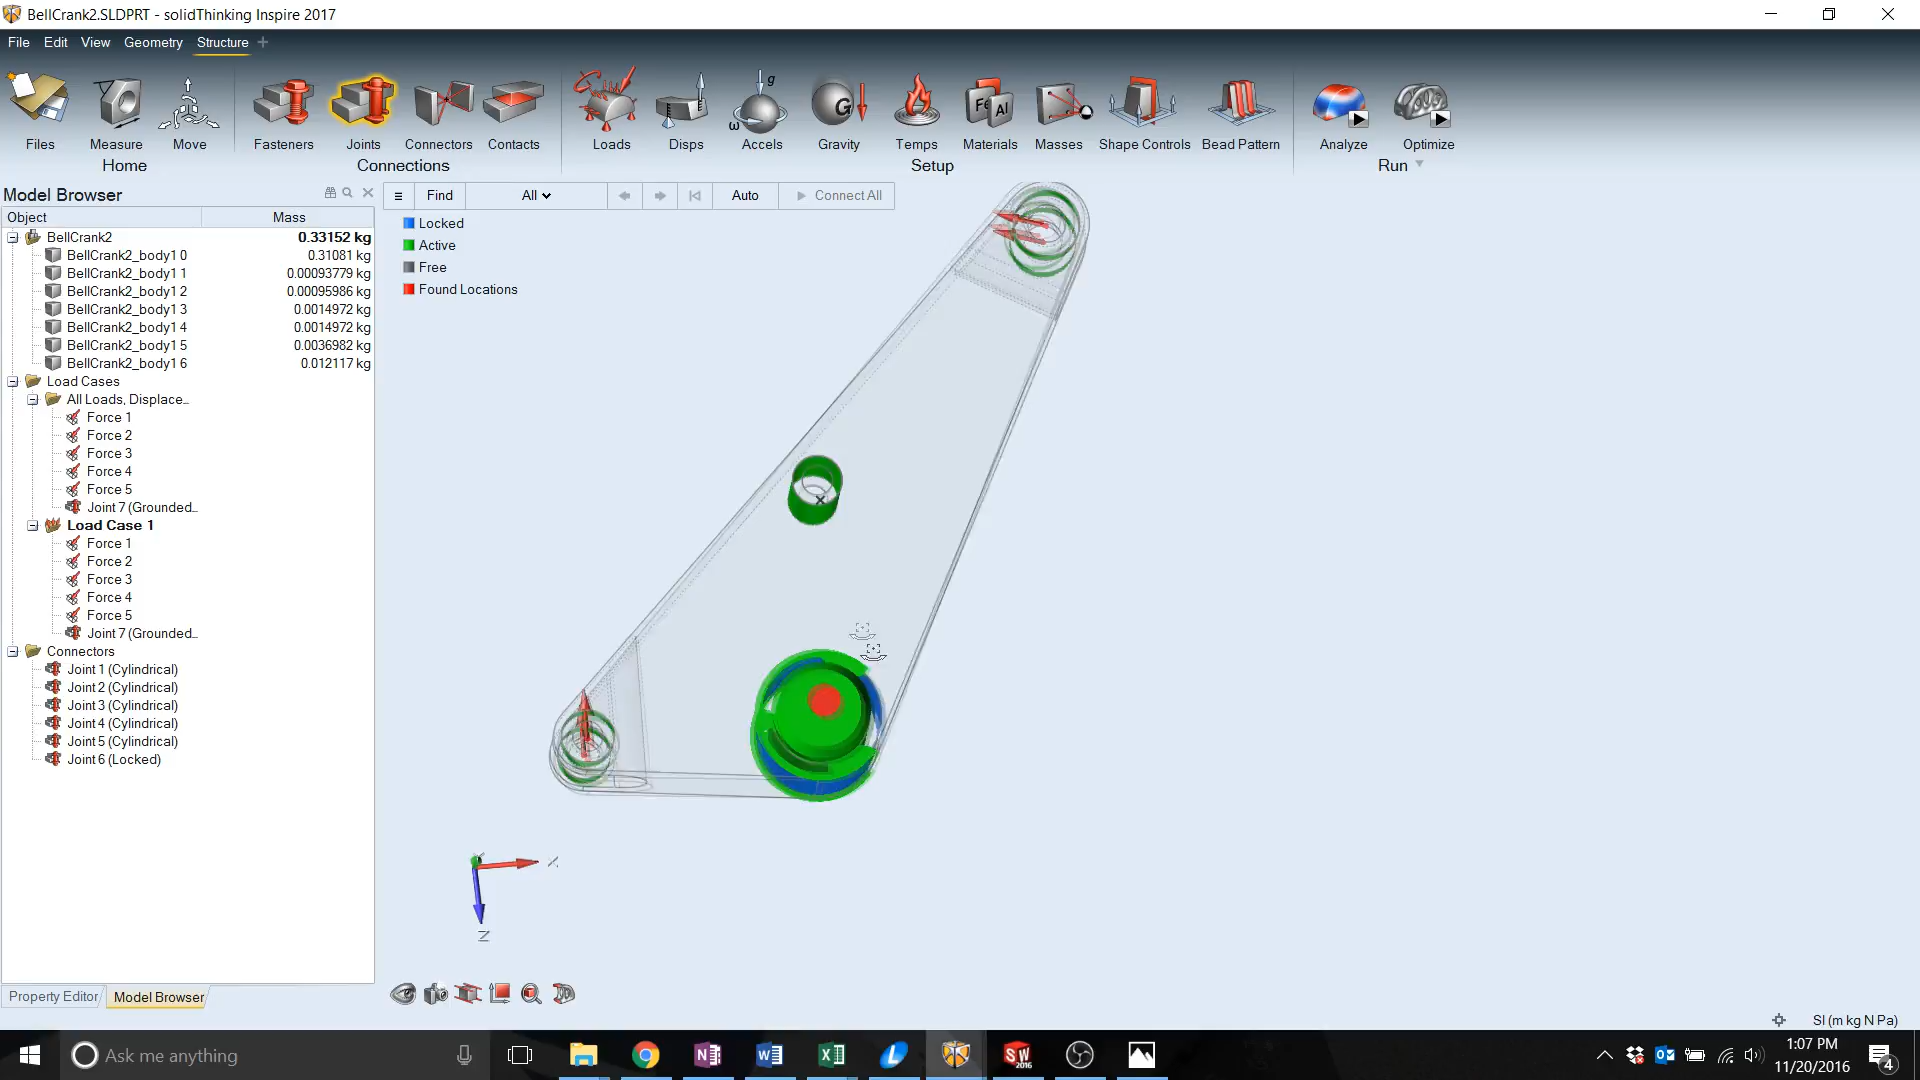 BellCrank2.SLDPRT - solidThinking Inspire 2017
File Edit View Geometry Structure +
Files Measure Move Fasteners Joints Connectors Contacts Loads Disps Accels Gravity Temps Materials Masses Shape Controls Bead Pattern Analyze Optimize
Home Connections Setup Run
Model Browser
Find All Auto Connect All
Object Mass
BellCrank2 0.33152 kg
BellCrank2_body1 0 0.31081 kg
BellCrank2_body1 1 0.00093779 kg
BellCrank2_body1 2 0.00095986 kg
BellCrank2_body1 3 0.0014972 kg
BellCrank2_body1 4 0.0014972 kg
BellCrank2_body1 5 0.0036982 kg
BellCrank2_body1 6 0.012117 kg
Load Cases
All Loads, Displace...
Force 1
Force 2
Force 3
Force 4
Force 5
Joint 7 (Grounded...
Load Case 1
Force 1
Force 2
Force 3
Force 4
Force 5
Joint 7 (Grounded...
Connectors
Joint 1 (Cylindrical)
Joint 2 (Cylindrical)
Joint 3 (Cylindrical)
Joint 4 (Cylindrical)
Joint 5 (Cylindrical)
Joint 6 (Locked)
Locked
Active
Free
Found Locations
g
ω
G
Fe Al
X
Z
Property Editor Model Browser
SI (m kg N Pa)
Ask me anything
SW
2016
1:07 PM
11/20/2016
4